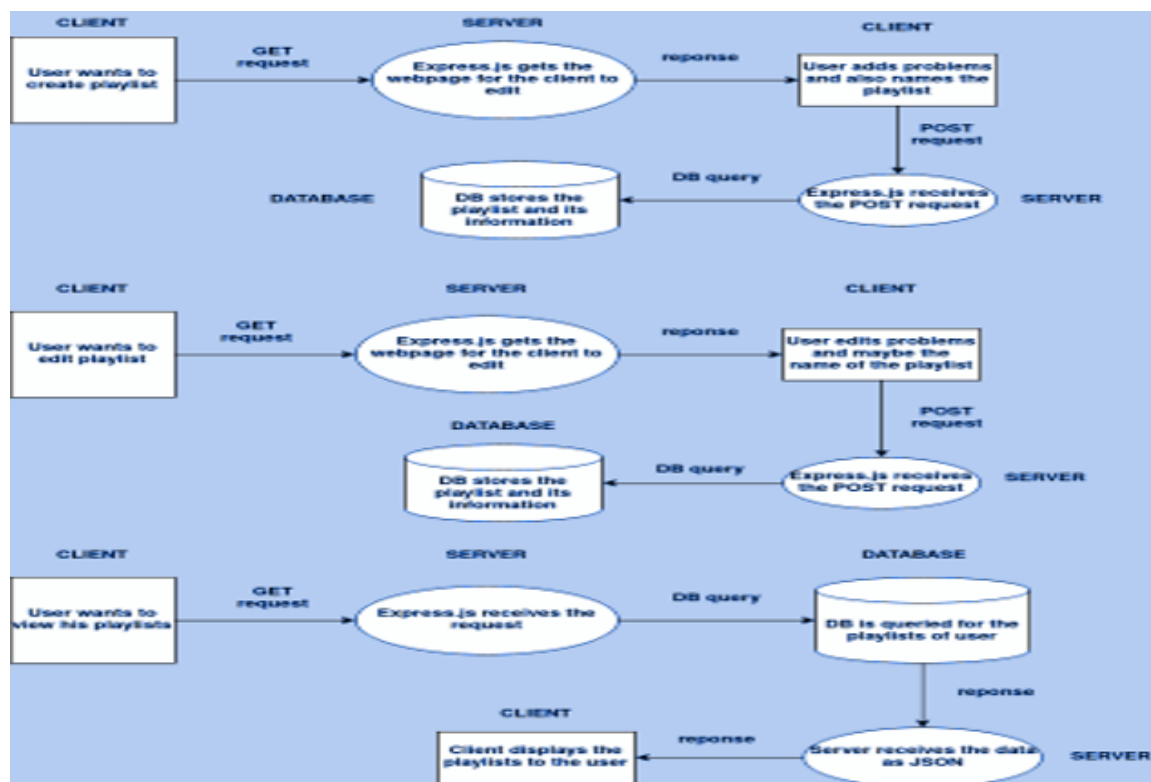 CLIENT
SERVER
CLIENT
User wants to
create playlist
GET
request
Express.js gets the
webpage for the client to
edit
reponse
User adds problems
and also names the
playlist
POST
request
DATABASE
DB stores the
playlist and its
information
DB query
Express.js receives
the POST request
SERVER
CLIENT
SERVER
CLIENT
User wants to
edit playlist
GET
request
Express.js gets the
webpage for the client to
edit
reponse
User edits problems
and maybe the
name of the playlist
POST
request
DATABASE
DB stores the
playlist and its
information
DB query
Express.js receives
the POST request
SERVER
CLIENT
SERVER
DATABASE
User wants to
view his playlists
GET
request
Express.js receives the
request
DB query
DB is queried for the
playlists of user
reponse
CLIENT
Client displays the
playlists to the user
reponse
Server receives the data
as JSON
SERVER